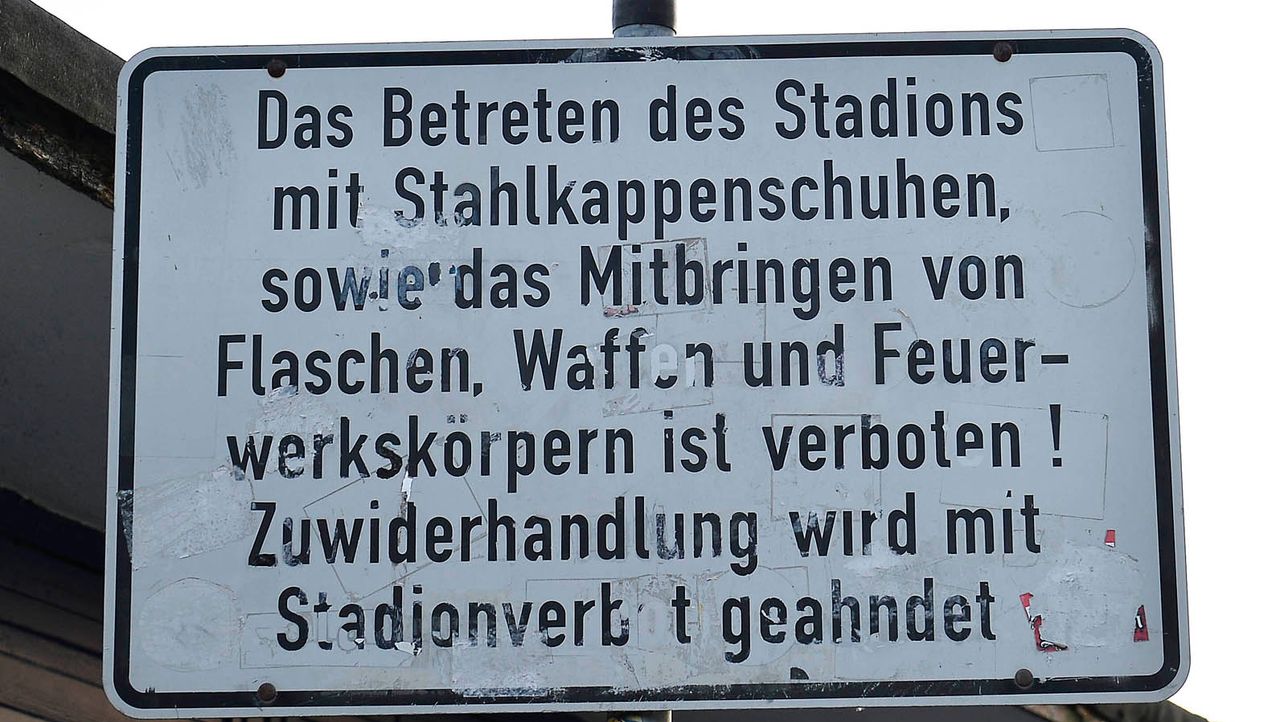 Das Betreten des Stadions
mit Stahlkappenschuhen,
sowie das Mitbringen von
Flaschen, Waffen und Feuer-
werkskörpern ist verboten !
Zuwiderhandlung wird mit
Stadionverbot geahndet